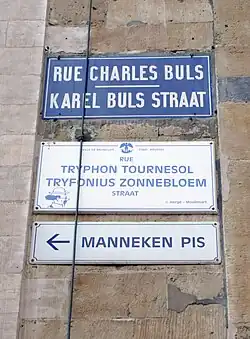 RUE CHARLES BULS
KAREL BULS STRAAT
RUE
TRYPHON TOURNESOL
TRYFONIUS ZONNEBLOEM
STRAAT
MANNEKEN PIS